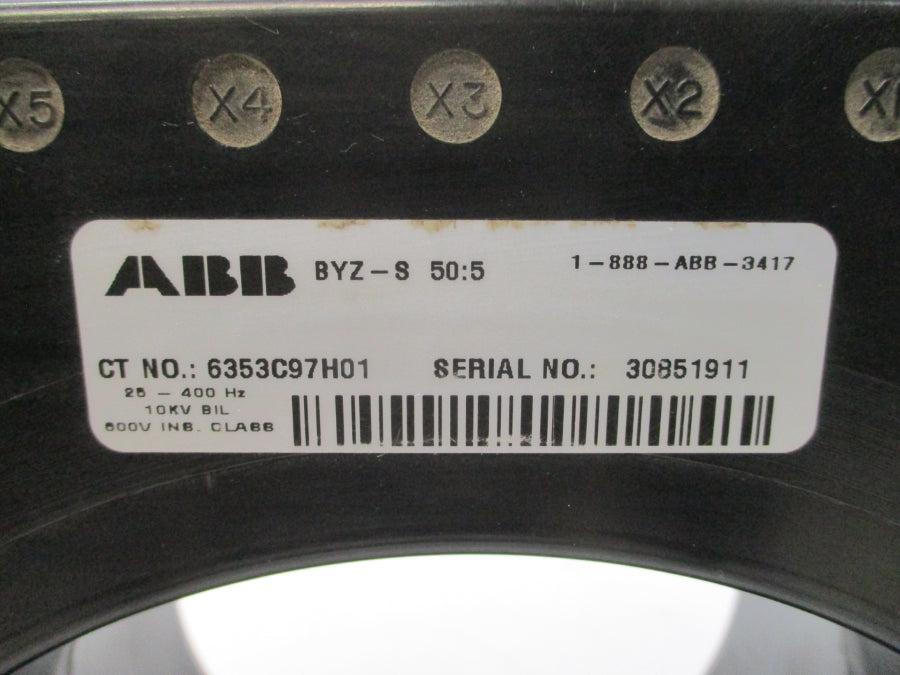 X5 X4 X3 X2 X1
ABB BYZ-S 50:5 1-888-ABB-3417
CT NO.: 6353C97H01 SERIAL NO.: 30851911
25 - 400 Hz
10KV BIL
600V INS. CLASS